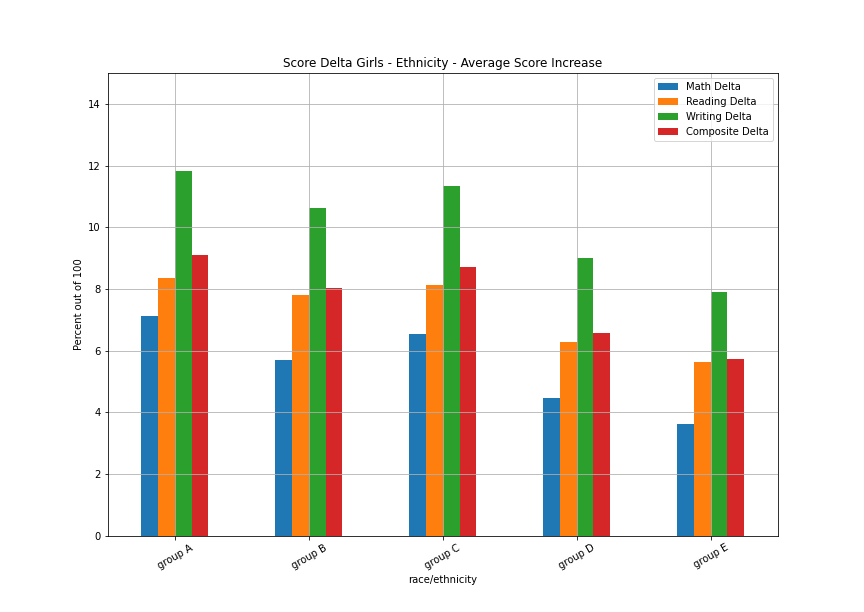 Score Delta Girls - Ethnicity - Average Score Increase
Math Delta
Reading Delta
Writing Delta
Composite Delta
Percent out of 100
14
12
10
8
6
4
2
0
group A
group B
group C
group D
group E
race/ethnicity